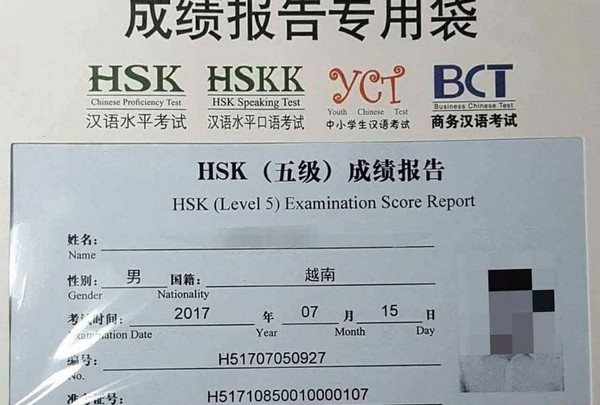 成绩报告专用袋
HSK HSKK YCT BCT
Chinese Proficiency Test HSK Speaking Test Youth Chinese Test Business Chinese Test
汉语水平考试 汉语水平口语考试 中小学生汉语考试 商务汉语考试
HSK（五级）成绩报告
HSK (Level 5) Examination Score Report
姓名：
Name
性别： 男 国籍： 越南
Gender Nationality
考试时间： 2017 年 07 月 15 日
Examination Date Year Month Day
编号： H51707050927
No.
准考证号： H51710850010000107